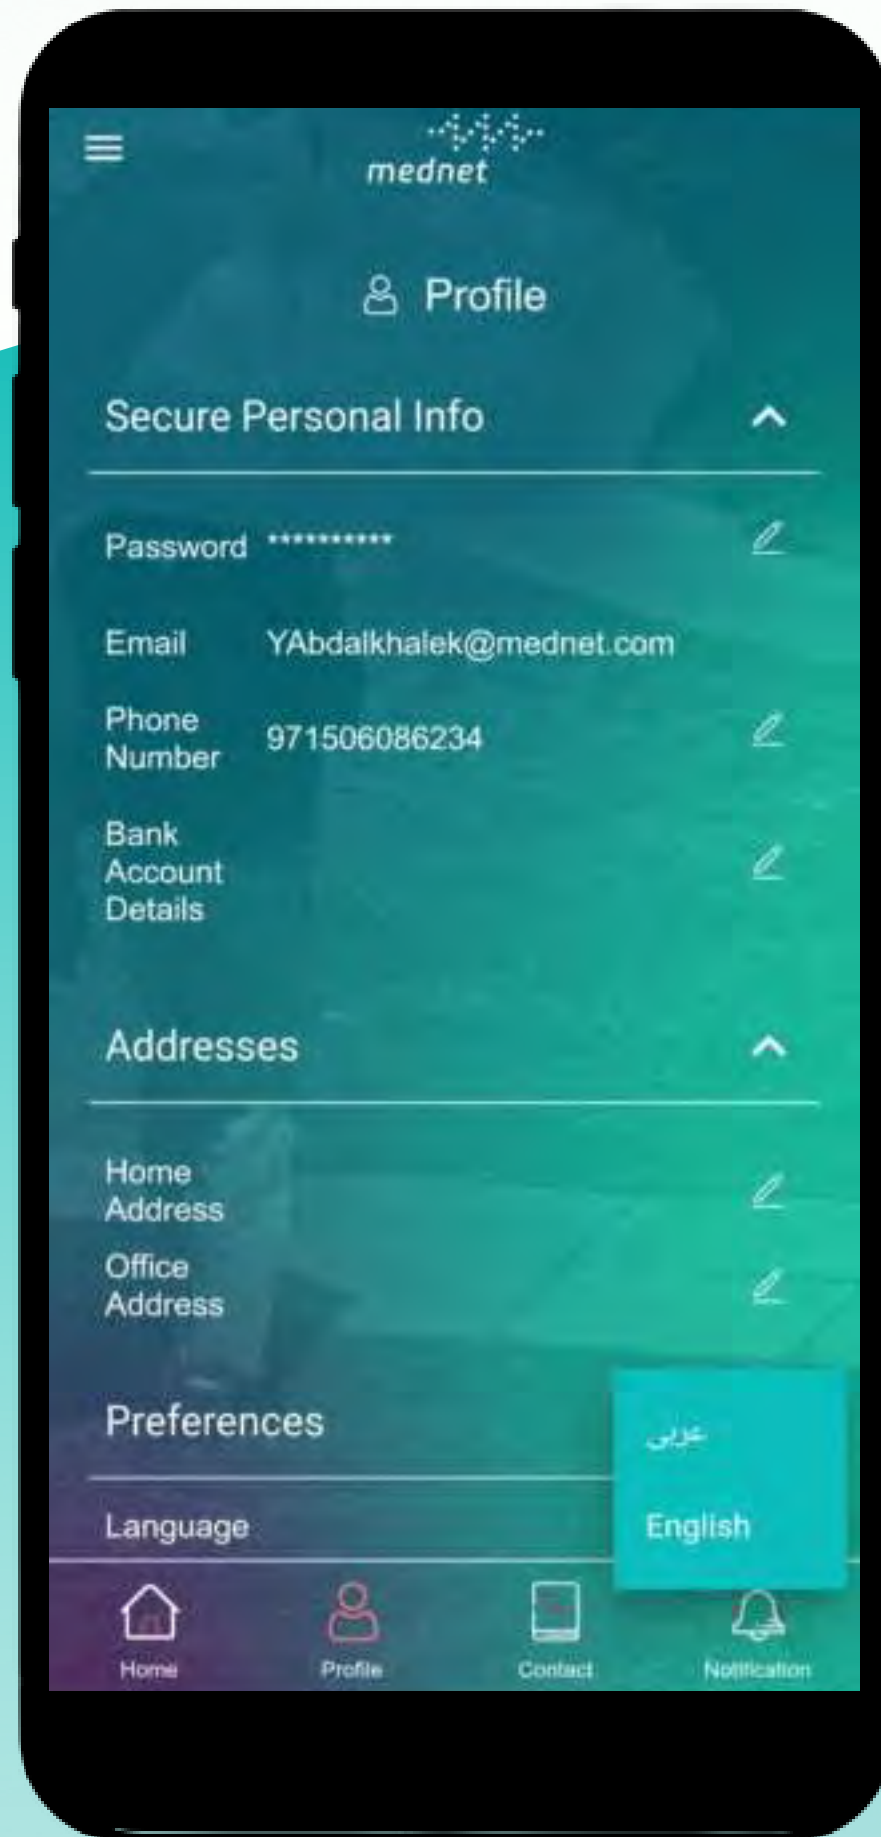 mednet
Profile
Secure Personal Info
Password **********
Email YAbdalkhalek@mednet.com
Phone
Number 971506086234
Bank
Account
Details
Addresses
Home
Address
Office
Address
Preferences
عربي
Language English
Home Profile Contact Notification